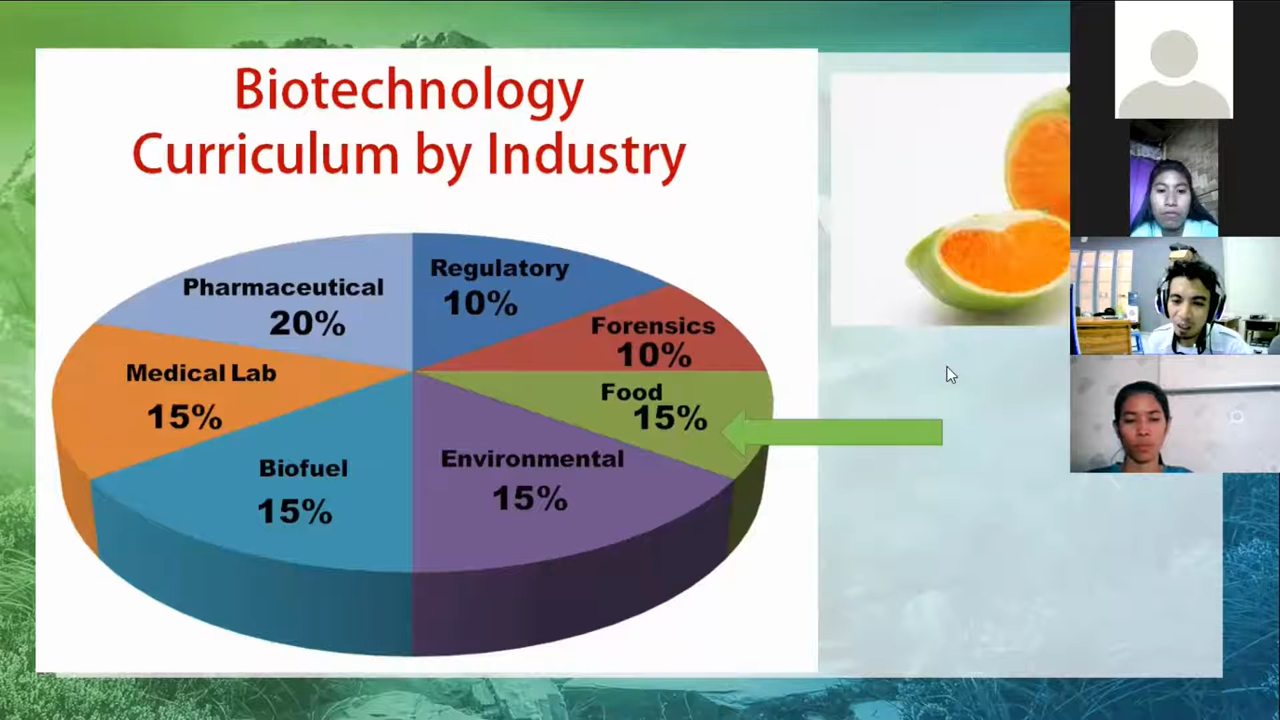 Biotechnology
Curriculum by Industry
Pharmaceutical
20%
Regulatory
10%
Forensics
10%
Medical Lab
15%
Food
15%
Biofuel
15%
Environmental
15%